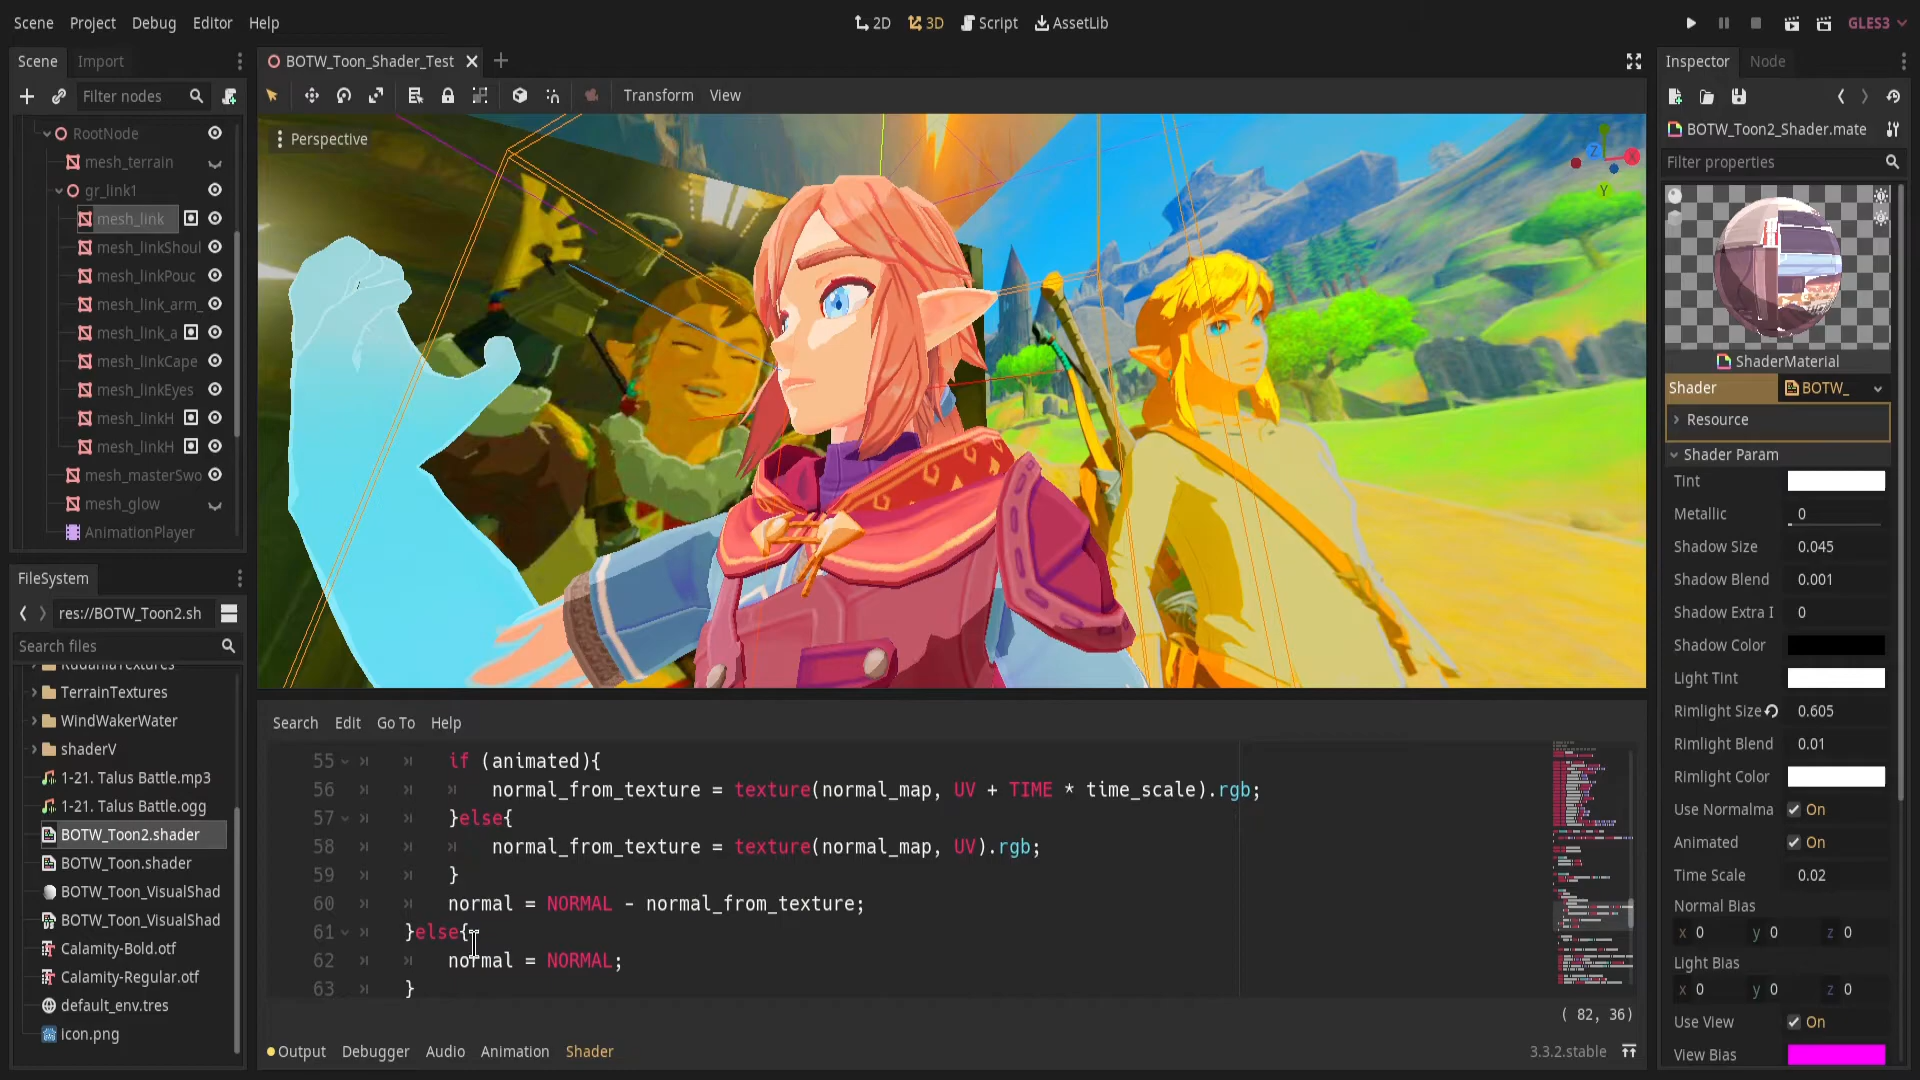 Scene Project Debug Editor Help
2D 3D Script AssetLib
GLES3
Scene Import
Filter nodes
RootNode
mesh_terrain
gr_link1
mesh_link
mesh_linkShoul
mesh_linkPouc
mesh_link_arm_
mesh_link_a
mesh_linkCape
mesh_linkEyes
mesh_linkH
mesh_linkH
mesh_masterSwo
mesh_glow
AnimationPlayer
FileSystem
res://BOTW_Toon2.sh
Search files
TerrainTextures
WindWakerWater
shaderV
1-21. Talus Battle.mp3
1-21. Talus Battle.ogg
BOTW_Toon2.shader
BOTW_Toon.shader
BOTW_Toon_VisualShad
BOTW_Toon_VisualShad
Calamity-Bold.otf
Calamity-Regular.otf
default_env.tres
icon.png
BOTW_Toon_Shader_Test
Transform View
Perspective
Z X
Y
Search Edit Go To Help
55 if (animated){
56 normal_from_texture = texture(normal_map, UV + TIME * time_scale).rgb;
57 }else{
58 normal_from_texture = texture(normal_map, UV).rgb;
59 }
60 normal = NORMAL - normal_from_texture;
61 }else{
62 normal = NORMAL;
63 }
( 82, 36)
Output Debugger Audio Animation Shader
3.3.2.stable
Inspector Node
BOTW_Toon2_Shader.mate
Filter properties
ShaderMaterial
Shader BOTW_
Resource
Shader Param
Tint
Metallic 0
Shadow Size 0.045
Shadow Blend 0.001
Shadow Extra I 0
Shadow Color
Light Tint
Rimlight Size 0.605
Rimlight Blend 0.01
Rimlight Color
Use Normalma On
Animated On
Time Scale 0.02
Normal Bias
x 0 y 0 z 0
Light Bias
x 0 y 0 z 0
Use View On
View Bias